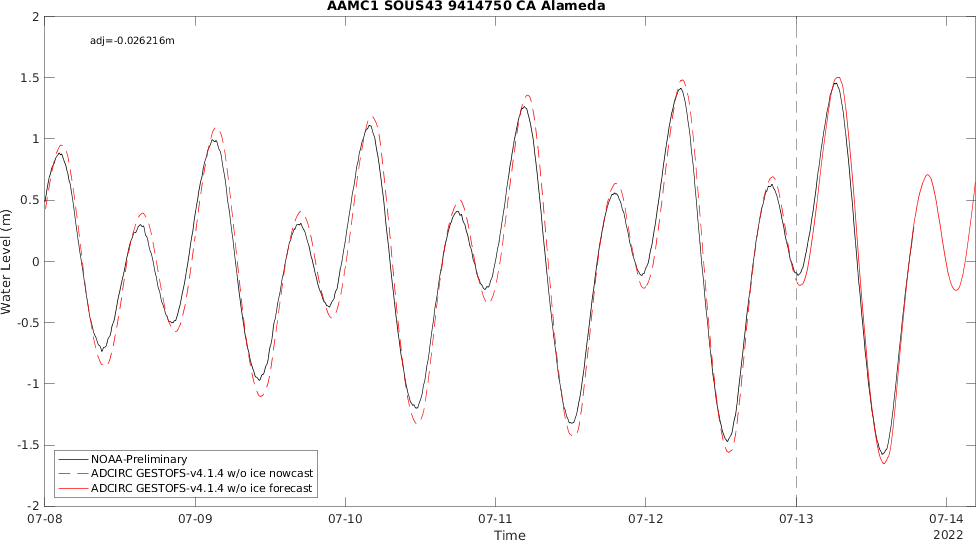 AAMC1 SOUS43 9414750 CA Alameda
adj=-0.026216m
2
1.5
1
0.5
0
-0.5
-1
-1.5
-2
Water Level (m)
NOAA-Preliminary
ADCIRC GESTOFS-v4.1.4 w/o ice nowcast
ADCIRC GESTOFS-v4.1.4 w/o ice forecast
07-08 07-09 07-10 07-11 07-12 07-13 07-14
Time
2022